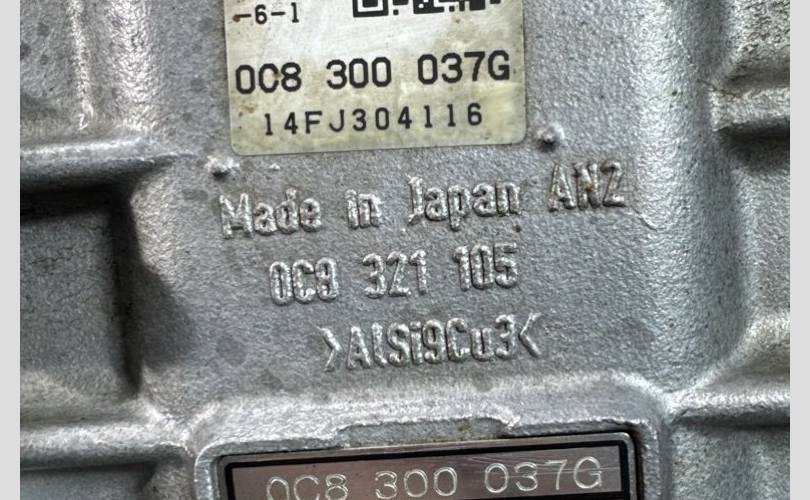 -6-1
0C8 300 037G
14FJ304116
Made in Japan AN2
0C8 321 105
>AlSi9Cu3<
0C8 300 037G